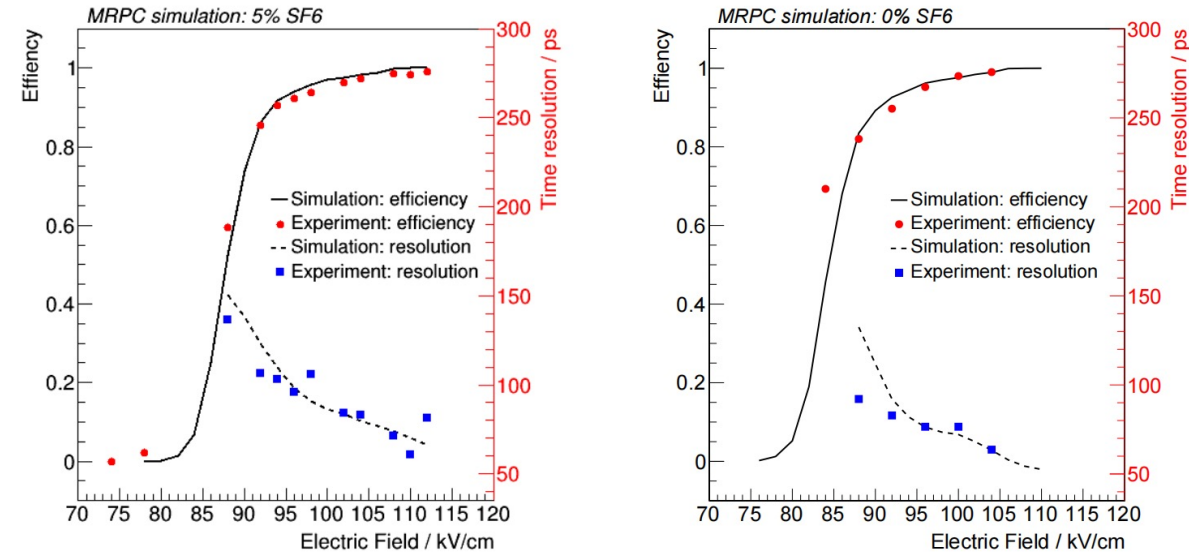 MRPC simulation: 5% SF6
Effiency
1
0.8
0.6
0.4
0.2
0
300
250
200
150
100
50
Time resolution / ps
Simulation: efficiency
Experiment: efficiency
Simulation: resolution
Experiment: resolution
70 75 80 85 90 95 100 105 110 115 120
Electric Field / kV/cm
MRPC simulation: 0% SF6
Effiency
1
0.8
0.6
0.4
0.2
0
300
250
200
150
100
50
Time resolution / ps
Simulation: efficiency
Experiment: efficiency
Simulation: resolution
Experiment: resolution
70 75 80 85 90 95 100 105 110 115 120
Electric Field / kV/cm